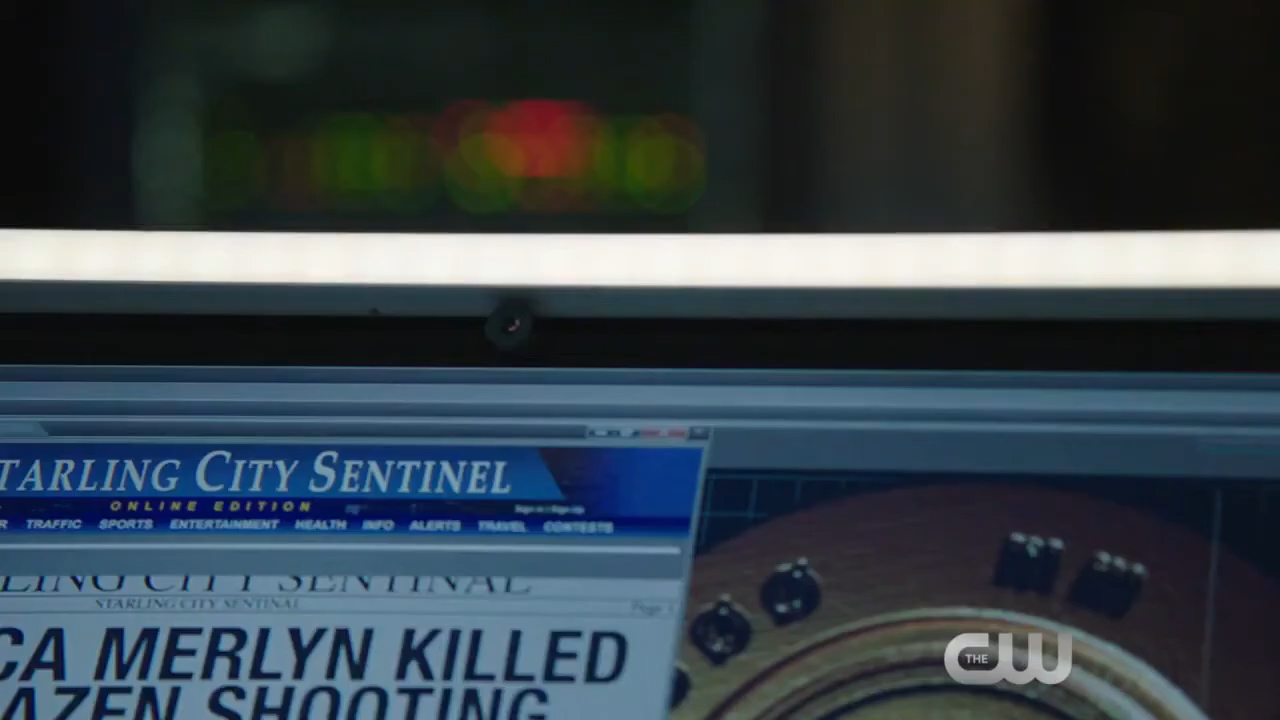 TARLING CITY SENTINEL
ONLINE EDITION
R TRAFFIC SPORTS ENTERTAINMENT HEALTH INFO ALERTS TRAVEL CONTESTS
LING CITY SENTINAL
STARLING CITY SENTINAL
CA MERLYN KILLED
AZEN SHOOTING
THE CW